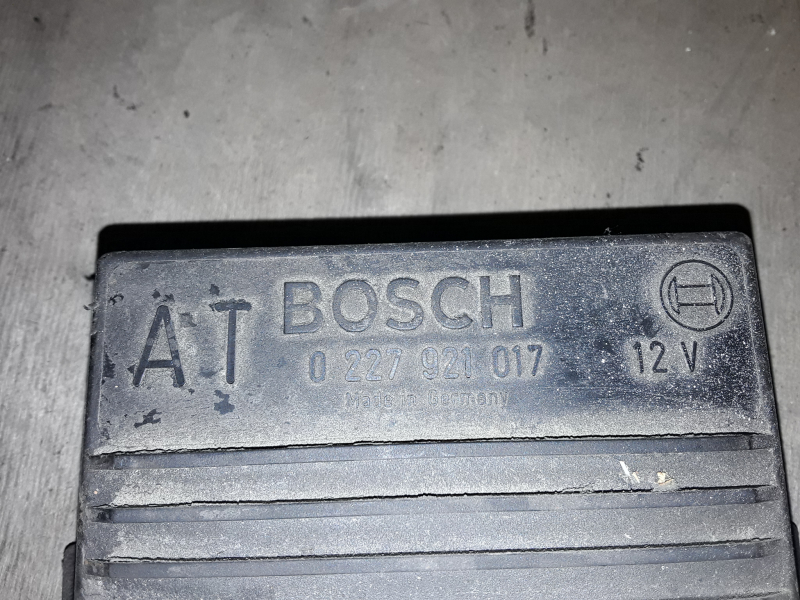 AT
BOSCH
0 227 921 017
12 V
Made in Germany